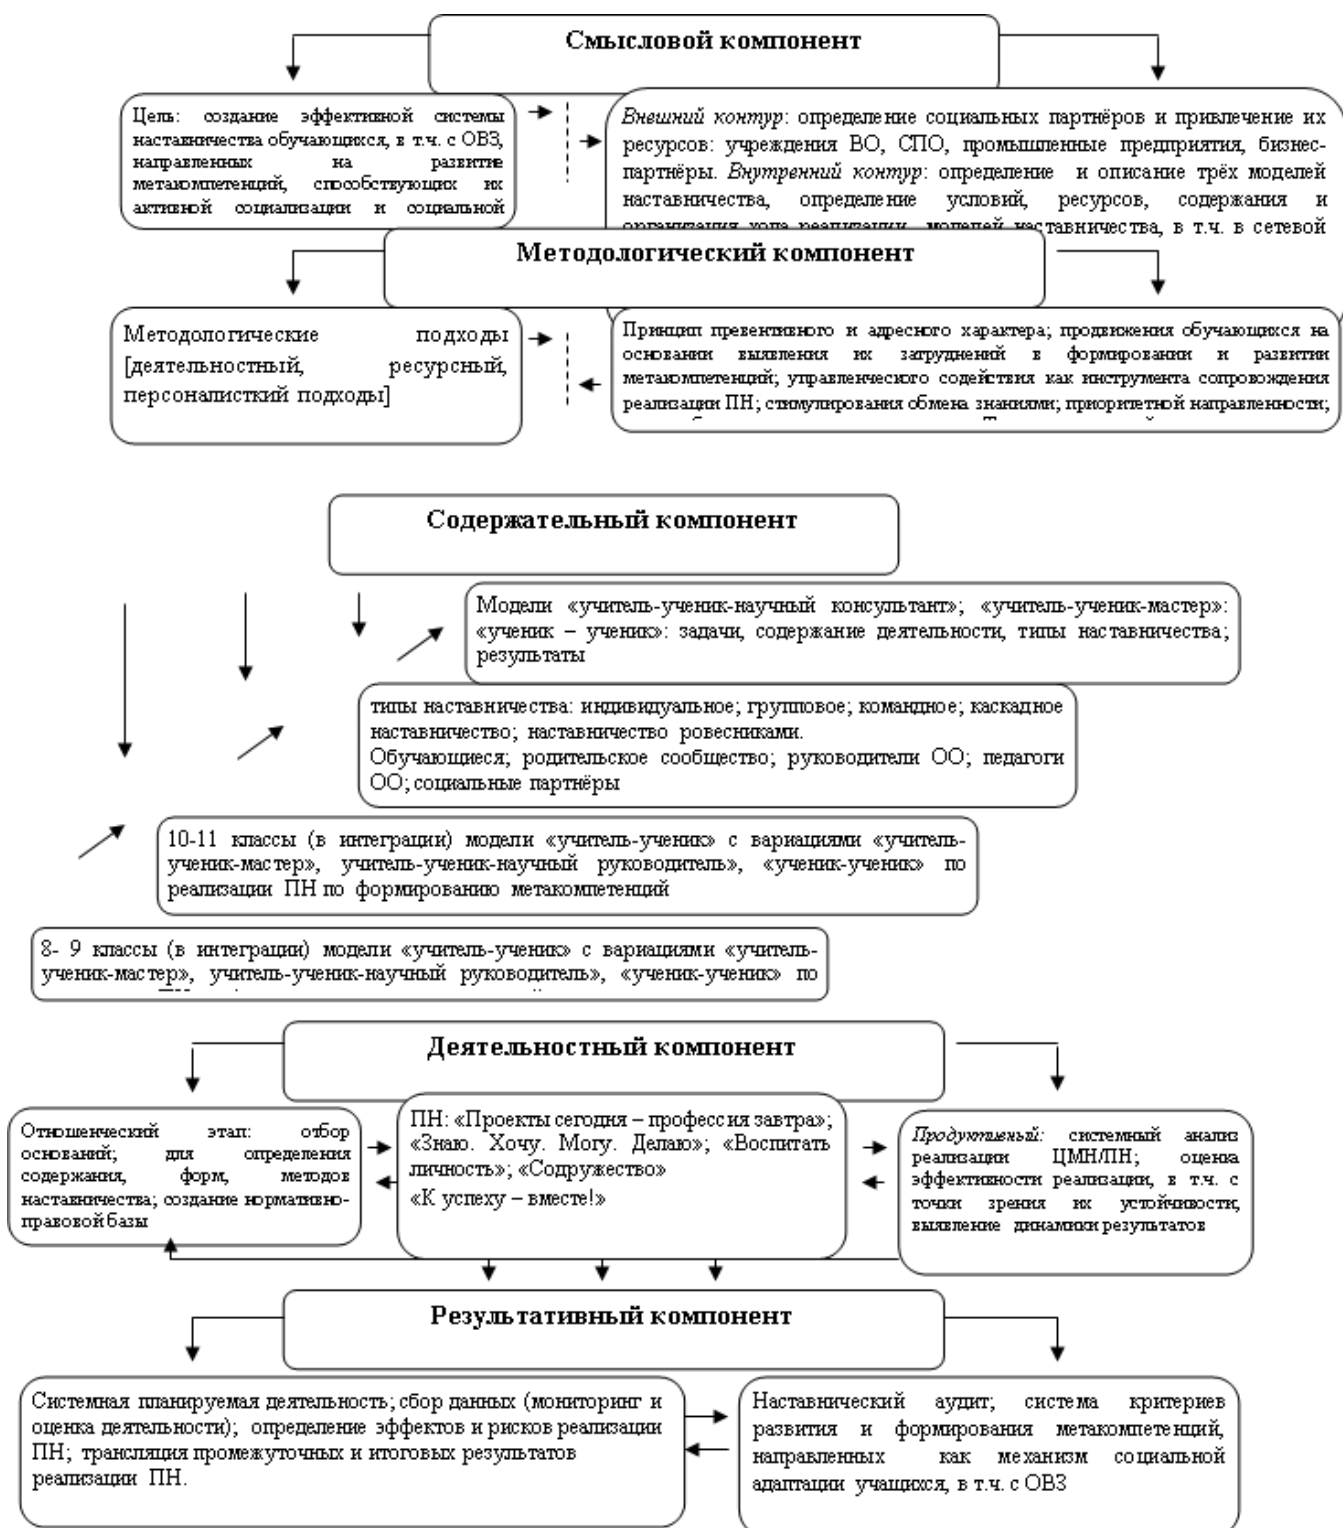 Смысловой компонент
Цель: создание эффективной системы
наставничества обучающихся, в т.ч. с ОВЗ,
направленных на развитие
метакомпетенций, способствующих их
активной социализации и социальной
Внешний контур: определение социальных партнёров и привлечение их
ресурсов: учреждения ВО, СПО, промышленные предприятия, бизнес-
партнёры. Внутренний контур: определение и описание трёх моделей
наставничества, определение условий, ресурсов, содержания и
организация хода реализации моделей наставничества, в т.ч. в сетевой
Методологический компонент
Методологические подходы
[деятельностный, ресурсный,
персоналисткий подходы]
Принцип превентивного и адресного характера; продвижения обучающихся на
основании выявления их затруднений в формировании и развитии
метакомпетенций; управленческого содействия как инструмента сопровождения
реализации ПН; стимулирования обмена знаниями; приоритетной направленности;
Содержательный компонент
Модели «учитель-ученик-научный консультант»; «учитель-ученик-мастер»:
«ученик – ученик»: задачи, содержание деятельности, типы наставничества;
результаты
типы наставничества: индивидуальное; групповое; командное; каскадное
наставничество; наставничество ровесниками.
Обучающиеся; родительское сообщество; руководители ОО; педагоги
ОО; социальные партнёры
10-11 классы (в интеграции) модели «учитель-ученик» с вариациями «учитель-
ученик-мастер», учитель-ученик-научный руководитель», «ученик-ученик» по
реализации ПН по формированию метакомпетенций
8- 9 классы (в интеграции) модели «учитель-ученик» с вариациями «учитель-
ученик-мастер», учитель-ученик-научный руководитель», «ученик-ученик» по
Деятельностный компонент
Отношенческий этап: отбор
оснований; для определения
содержания, форм, методов
наставничества; создание нормативно-
правовой базы
ПН: «Проекты сегодня – профессия завтра»;
«Знаю. Хочу. Могу. Делаю»; «Воспитать
личность»; «Содружество»
«К успеху – вместе!»
Продуктивный: системный анализ
реализации ЦМН/ПН; оценка
эффективности реализации, в т.ч. с
точки зрения их устойчивости,
выявление динамики результатов
Результативный компонент
Системная планируемая деятельность; сбор данных (мониторинг и
оценка деятельности); определение эффектов и рисков реализации
ПН; трансляция промежуточных и итоговых результатов
реализации ПН.
Наставнический аудит; система критериев
развития и формирования метакомпетенций,
направленных как механизм социальной
адаптации учащихся, в т.ч. с ОВЗ